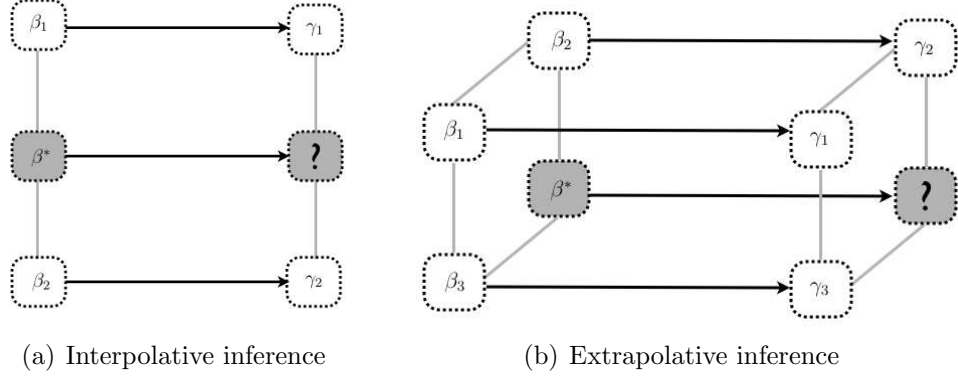 β₁ γ₁
β* ?
β₂ γ₂
(a) Interpolative inference
β₂ γ₂
β₁ γ₁
β* ?
β₃ γ₃
(b) Extrapolative inference